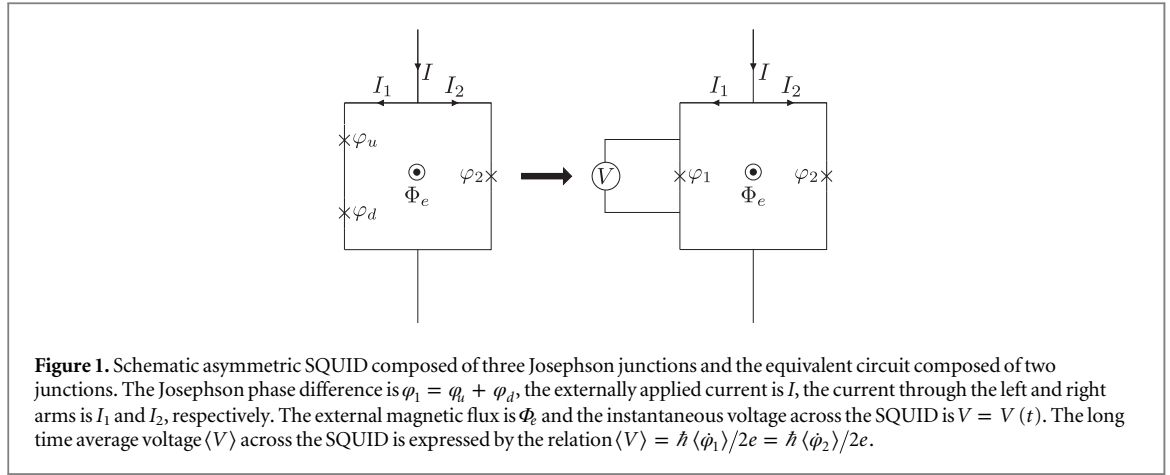 I I
I₁ I₂ I₁ I₂
φᵤ
φ₂ V φ₁ φ₂
Φₑ Φₑ
φ_d
Figure 1. Schematic asymmetric SQUID composed of three Josephson junctions and the equivalent circuit composed of two
junctions. The Josephson phase difference is φ₁ = φᵤ + φ_d, the externally applied current is I, the current through the left and right
arms is I₁ and I₂, respectively. The external magnetic flux is Φₑ and the instantaneous voltage across the SQUID is V = V (t). The long
time average voltage ⟨V⟩ across the SQUID is expressed by the relation ⟨V⟩ = ℏ ⟨φ̇₁⟩/2e = ℏ ⟨φ̇₂⟩/2e.